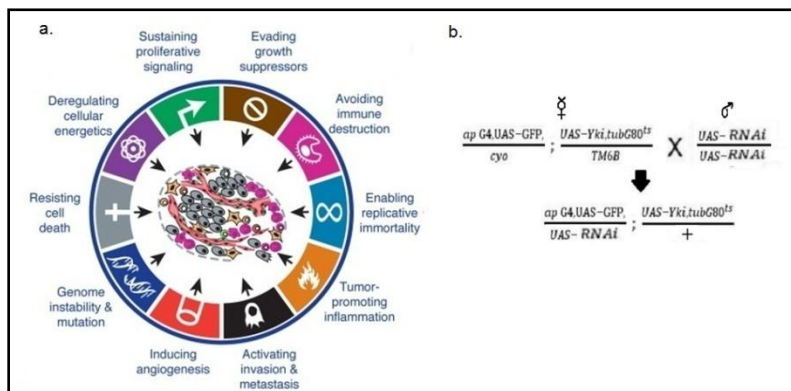 a.
Sustaining
proliferative
signaling
Evading
growth
suppressors
Avoiding
immune
destruction
Enabling
replicative
immortality
Tumor-
promoting
inflammation
Activating
invasion &
metastasis
Inducing
angiogenesis
Genome
instability &
mutation
Resisting
cell
death
Deregulating
cellular
energetics
b.
☿ ♂
ap G4,UAS-GFP, ; UAS-Yki,tubG80ts X UAS-RNAi
cyo TM6B UAS-RNAi
ap G4,UAS-GFP, ; UAS-Yki,tubG80ts
UAS-RNAi +